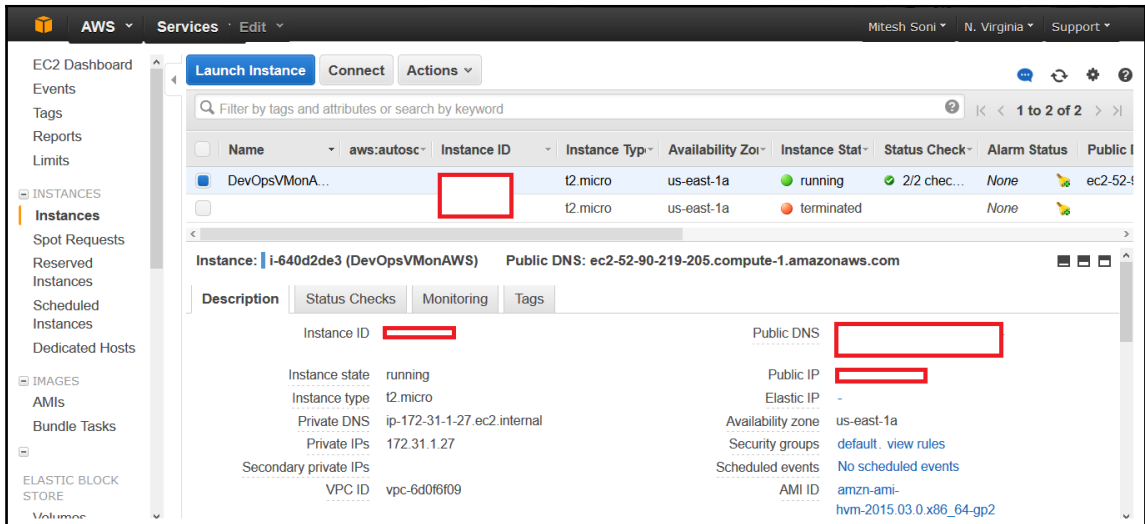 AWS Services Edit Mitesh Soni N. Virginia Support
EC2 Dashboard
Events
Tags
Reports
Limits
INSTANCES
Instances
Spot Requests
Reserved
Instances
Scheduled
Instances
Dedicated Hosts
IMAGES
AMIs
Bundle Tasks
ELASTIC BLOCK
STORE
Volumes
Launch Instance Connect Actions
Filter by tags and attributes or search by keyword 1 to 2 of 2
Name aws:autosc Instance ID Instance Typ Availability Zo Instance Stat Status Check Alarm Status Public
DevOpsVMonA... t2.micro us-east-1a running 2/2 chec... None ec2-52-9
t2.micro us-east-1a terminated None
Instance: i-640d2de3 (DevOpsVMonAWS) Public DNS: ec2-52-90-219-205.compute-1.amazonaws.com
Description Status Checks Monitoring Tags
Instance ID Public DNS
Instance state running Public IP
Instance type t2.micro Elastic IP -
Private DNS ip-172-31-1-27.ec2.internal Availability zone us-east-1a
Private IPs 172.31.1.27 Security groups default. view rules
Secondary private IPs Scheduled events No scheduled events
VPC ID vpc-6d0f6f09 AMI ID amzn-ami-
hvm-2015.03.0.x86_64-gp2